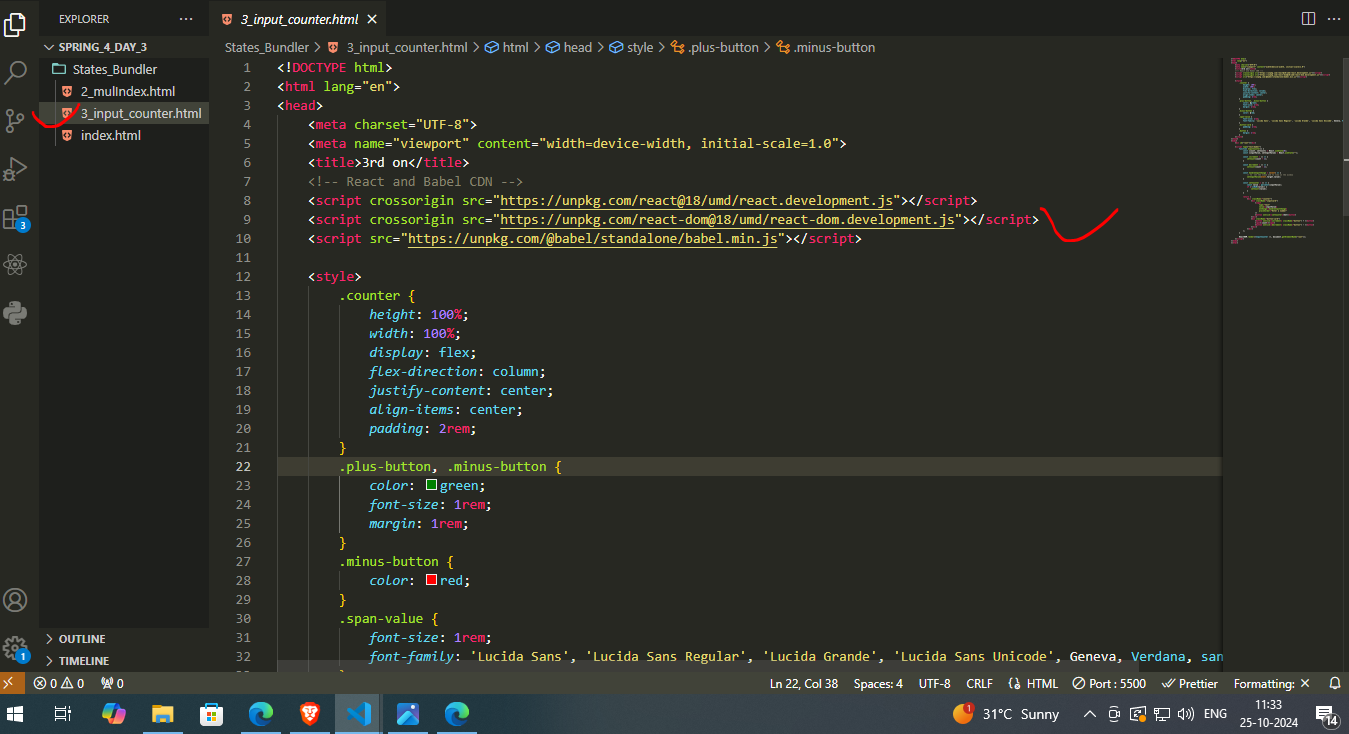 EXPLORER
···
3_input_counter.html
SPRING_4_DAY_3
States_Bundler
2_mulIndex.html
3_input_counter.html
index.html
OUTLINE
TIMELINE
3
1
States_Bundler > 3_input_counter.html > html > head > style > .plus-button > .minus-button
1 <!DOCTYPE html>
2 <html lang="en">
3 <head>
4 <meta charset="UTF-8">
5 <meta name="viewport" content="width=device-width, initial-scale=1.0">
6 <title>3rd on</title>
7 <!-- React and Babel CDN -->
8 <script crossorigin src="https://unpkg.com/react@18/umd/react.development.js"></script>
9 <script crossorigin src="https://unpkg.com/react-dom@18/umd/react-dom.development.js"></script>
10 <script src="https://unpkg.com/@babel/standalone/babel.min.js"></script>
11
12 <style>
13 .counter {
14 height: 100%;
15 width: 100%;
16 display: flex;
17 flex-direction: column;
18 justify-content: center;
19 align-items: center;
20 padding: 2rem;
21 }
22 .plus-button, .minus-button {
23 color: green;
24 font-size: 1rem;
25 margin: 1rem;
26 }
27 .minus-button {
28 color: red;
29 }
30 .span-value {
31 font-size: 1rem;
32 font-family: 'Lucida Sans', 'Lucida Sans Regular', 'Lucida Grande', 'Lucida Sans Unicode', Geneva, Verdana, san
0 0 0 Ln 22, Col 38 Spaces: 4 UTF-8 CRLF HTML Port : 5500 Prettier Formating: ×
1 31°C Sunny ENG 11:33
25-10-2024
14